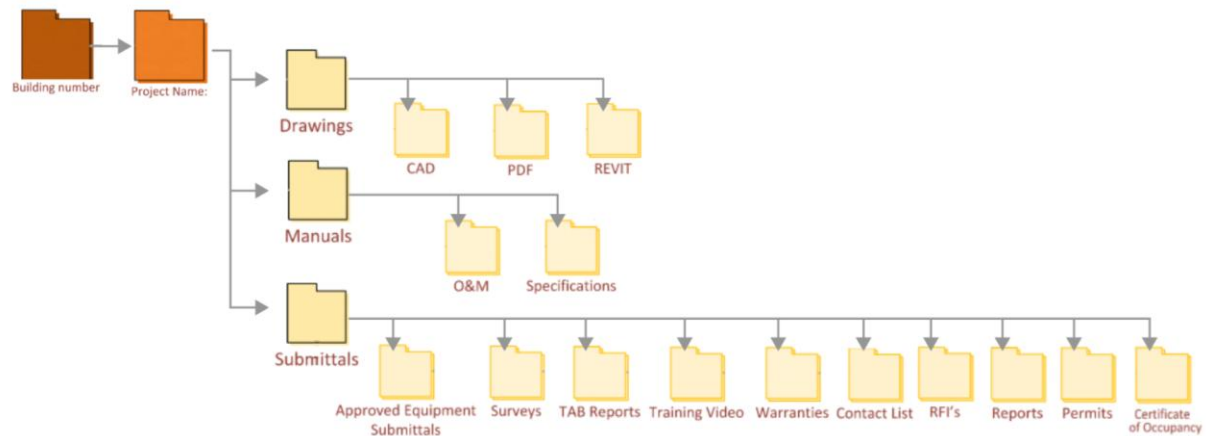 Building number
Project Name:
Drawings
CAD
PDF
REVIT
Manuals
O&M
Specifications
Submittals
Approved Equipment
Submittals
Surveys
TAB Reports
Training Video
Warranties
Contact List
RFI's
Reports
Permits
Certificate
of Occupancy